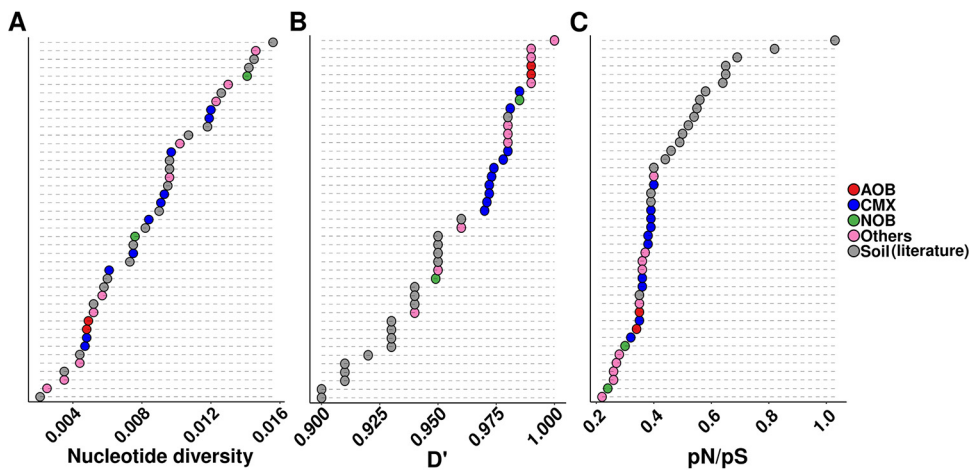 A
B
C
0.004 0.008 0.012 0.016
Nucleotide diversity
0.900 0.925 0.950 0.975 1.000
D'
0.2 0.4 0.6 0.8 1.0
pN/pS
AOB
CMX
NOB
Others
Soil(literature)